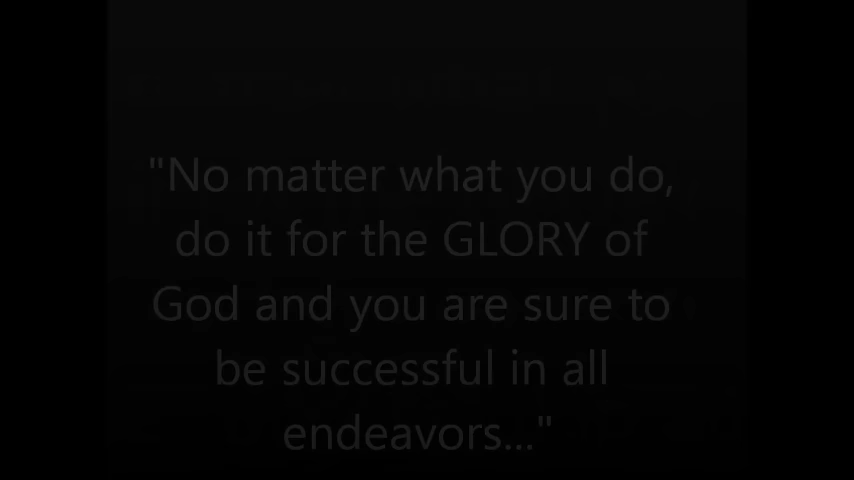 "No matter what you do,
do it for the GLORY of
God and you are sure to
be successful in all
endeavors..."